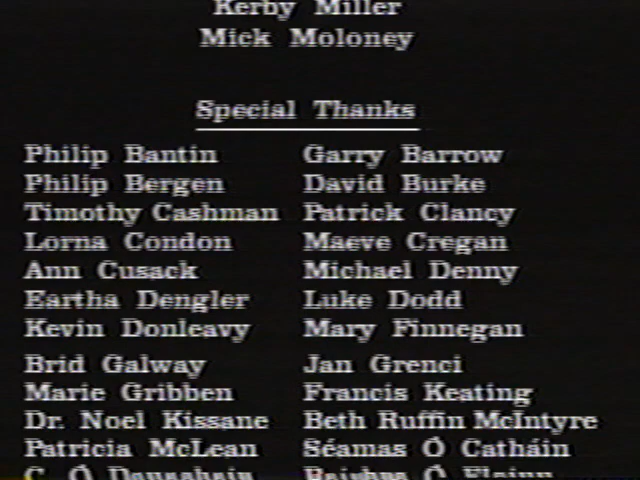 Kerby Miller
Mick Moloney
Special Thanks
Philip Bantin Garry Barrow
Philip Bergen David Burke
Timothy Cashman Patrick Clancy
Lorna Condon Maeve Cregan
Ann Cusack Michael Denny
Eartha Dengler Luke Dodd
Kevin Donleavy Mary Finnegan
Brid Galway Jan Grenci
Marie Gribben Francis Keating
Dr. Noel Kissane Beth Ruffin McIntyre
Patricia McLean Séamas Ó Catháin
C. Ó Ó